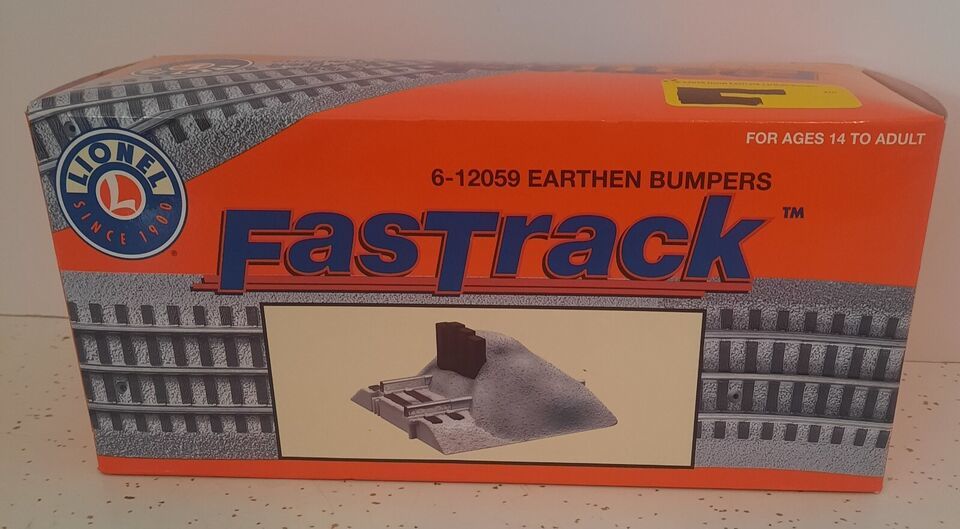 FOR AGES 14 TO ADULT
LIONEL
L
SINCE 1900
®
6-12059 EARTHEN BUMPERS
FasTrack ™